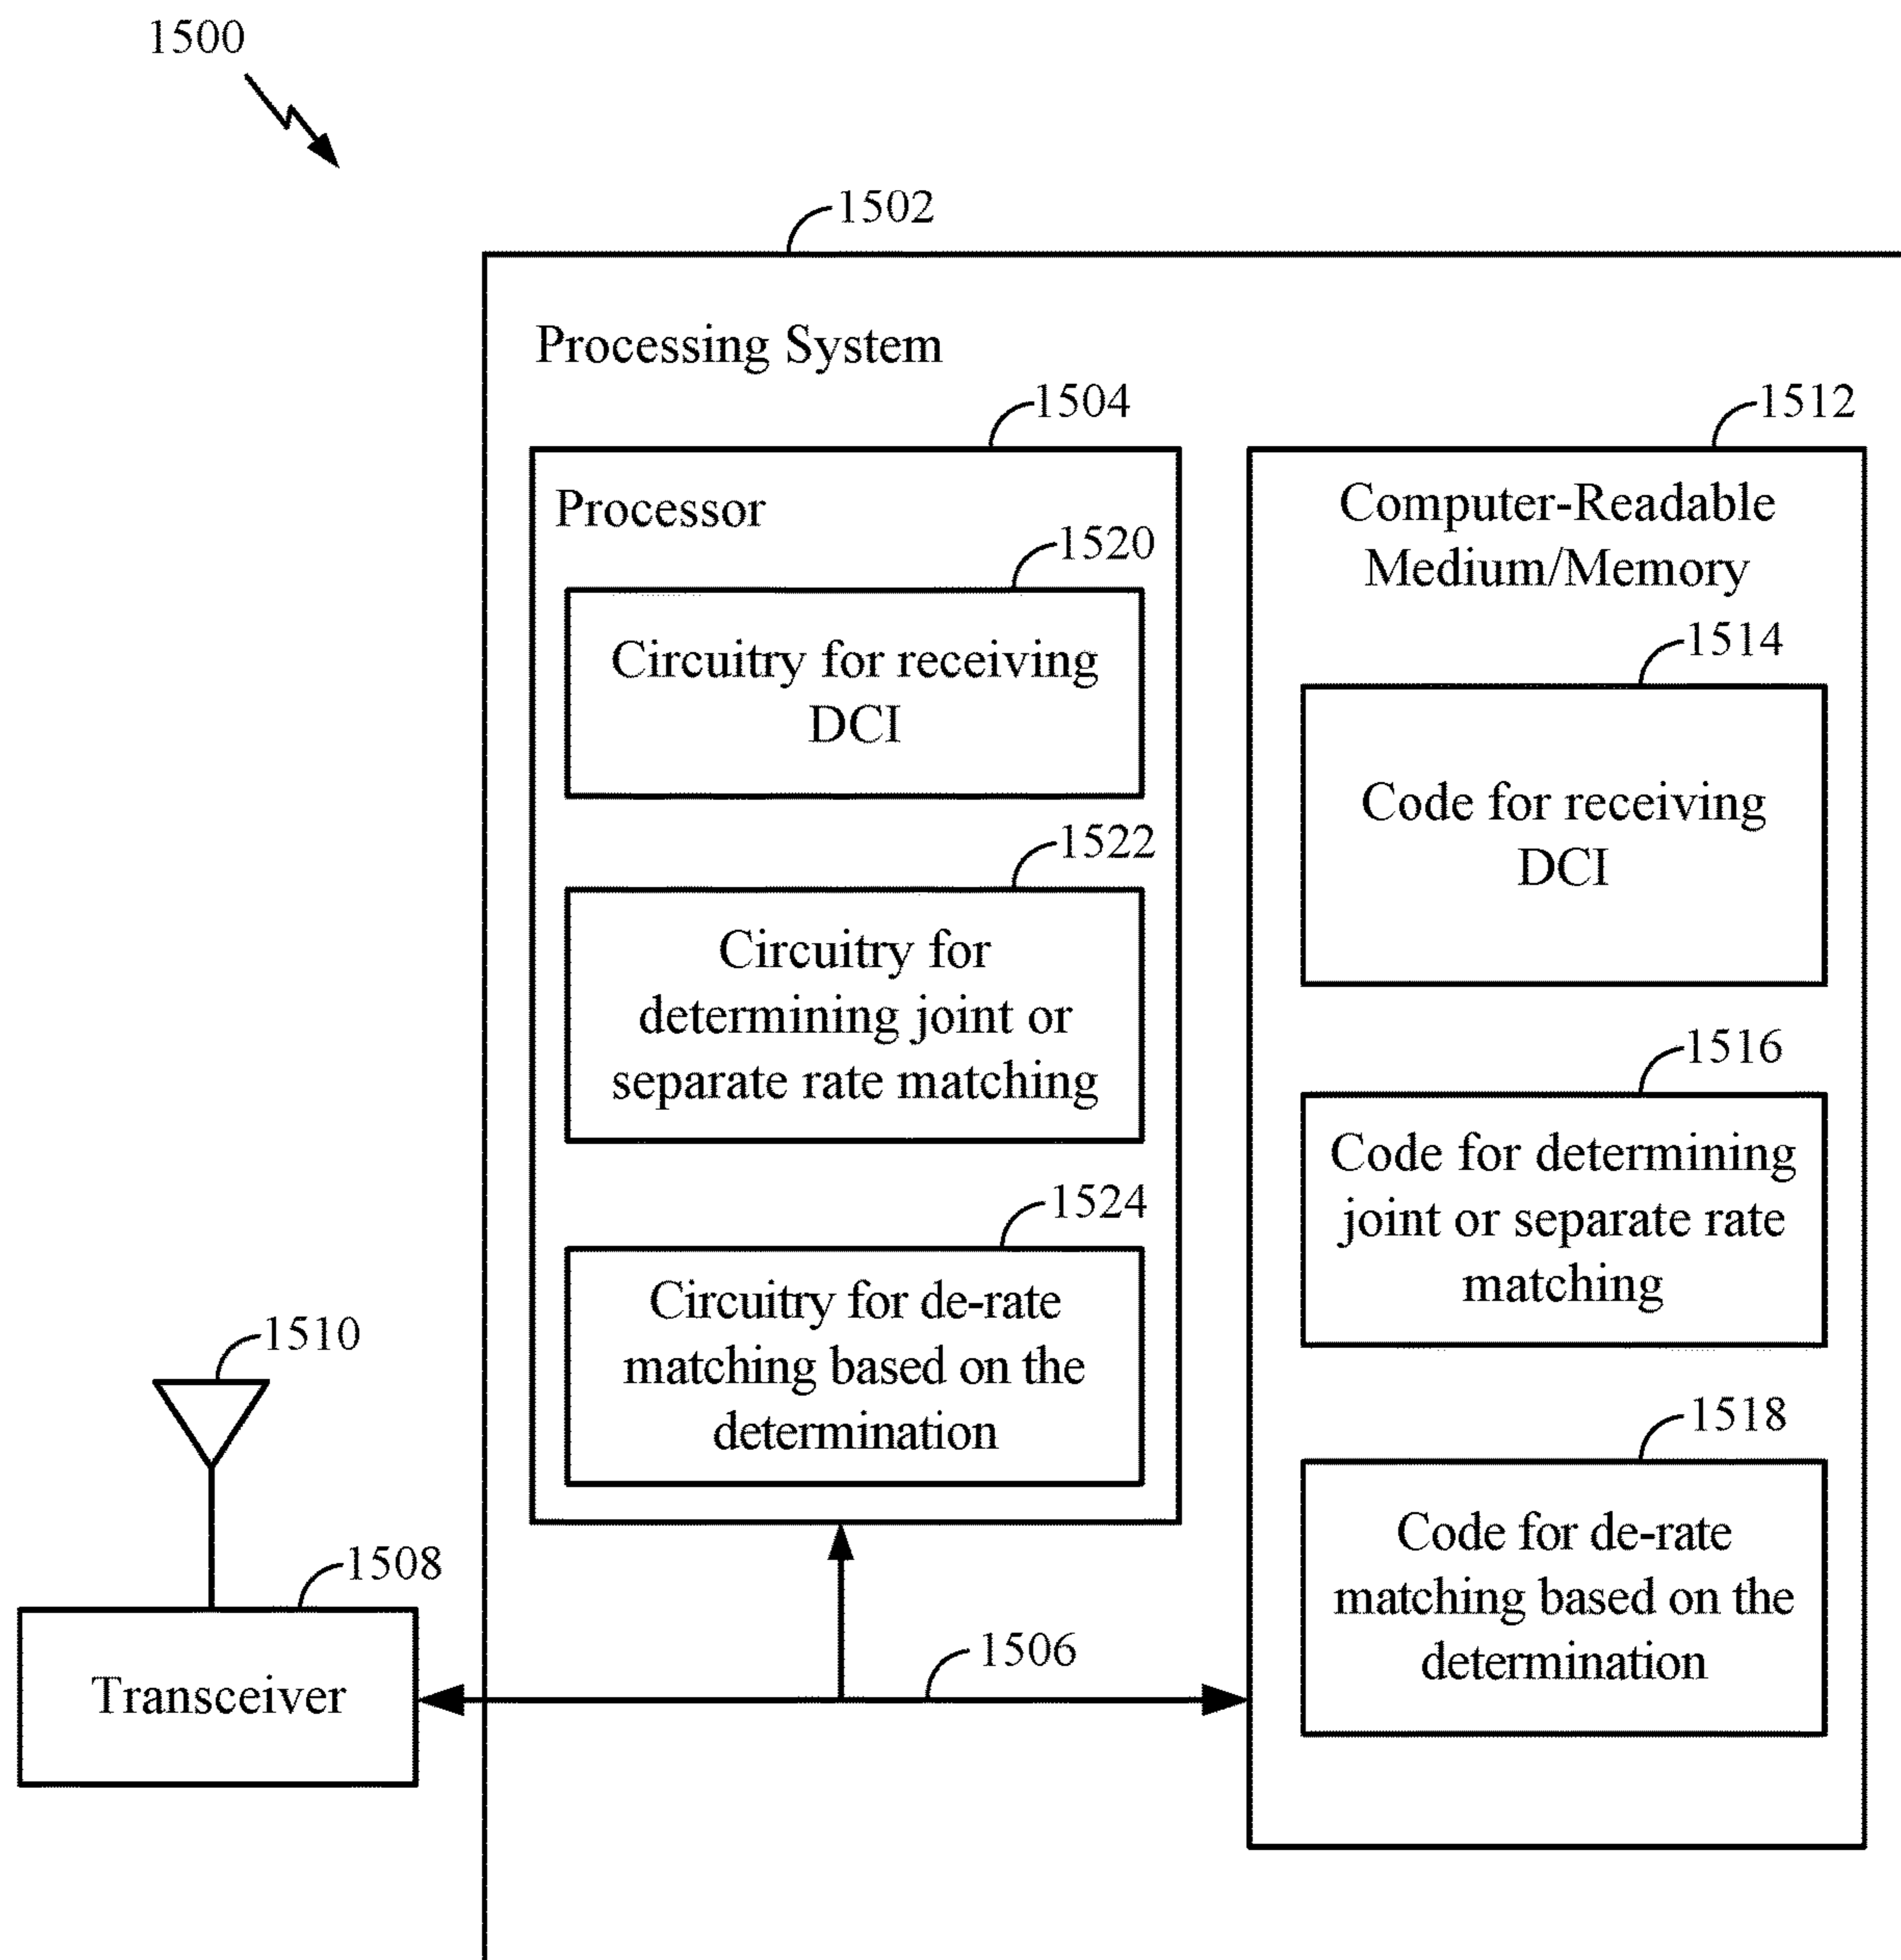 1500
1502
Processing System
1504
Processor
1520
Circuitry for receiving
DCI
1522
Circuitry for
determining joint or
separate rate matching
1524
Circuitry for de-rate
matching based on the
determination
1512
Computer-Readable
Medium/Memory
1514
Code for receiving
DCI
1516
Code for determining
joint or separate rate
matching
1518
Code for de-rate
matching based on the
determination
1510
1508
Transceiver
1506